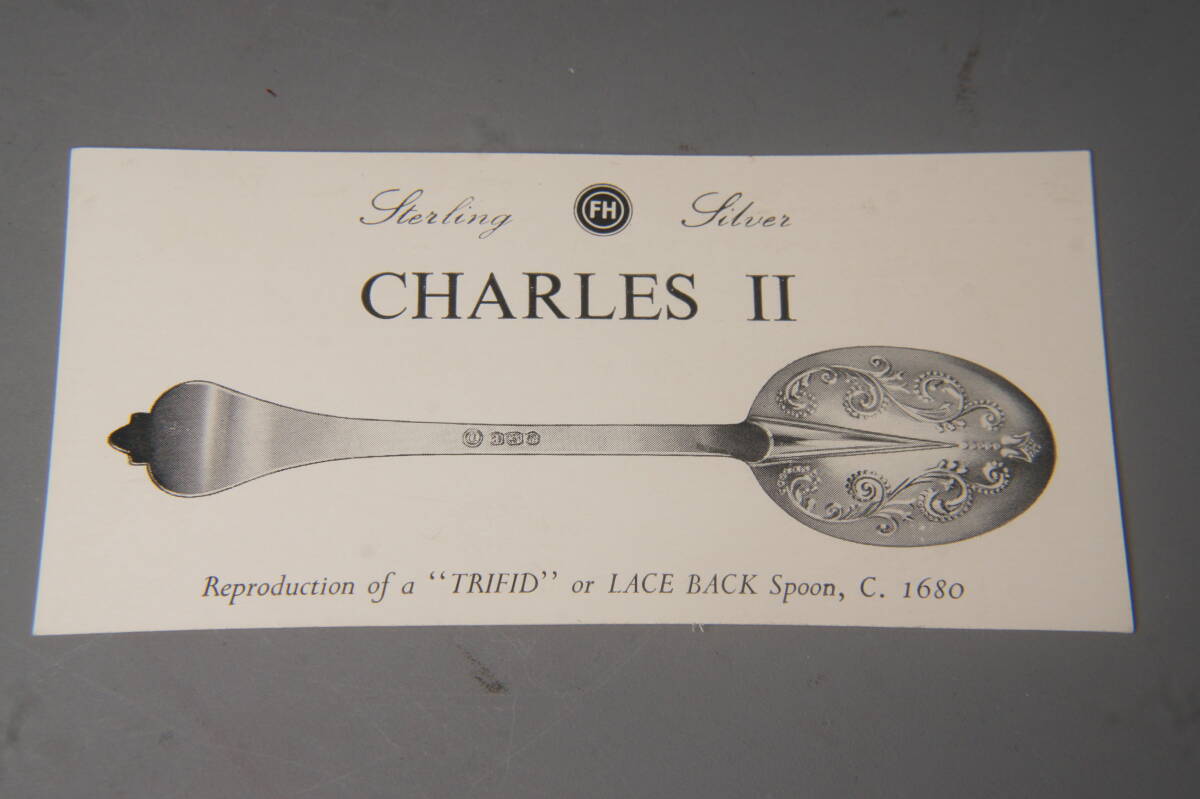 Sterling FH Silver
CHARLES II
Reproduction of a “TRIFID” or LACE BACK Spoon, C. 1680